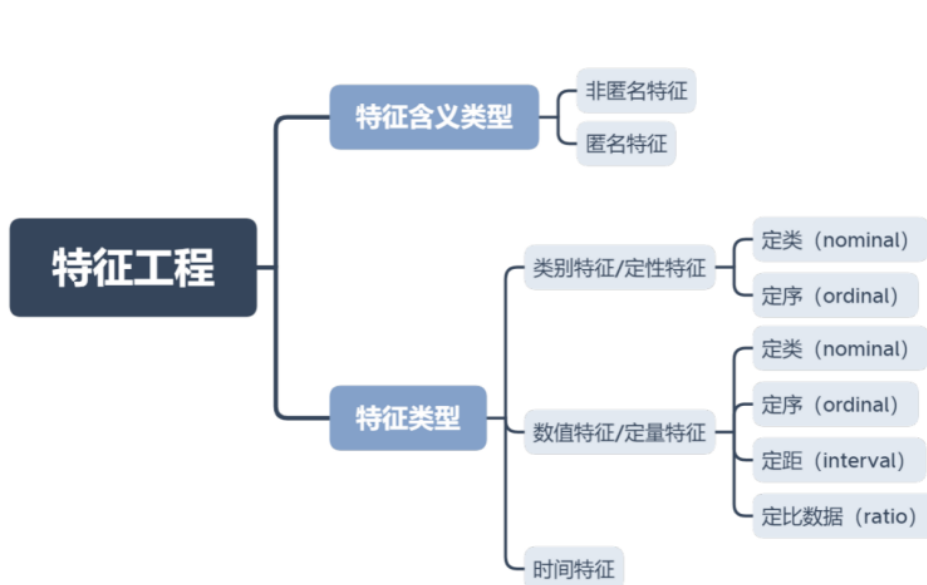 特征工程
特征含义类型
非匿名特征
匿名特征
特征类型
类别特征/定性特征
定类（nominal）
定序（ordinal）
数值特征/定量特征
定类（nominal）
定序（ordinal）
定距（interval）
定比数据（ratio）
时间特征